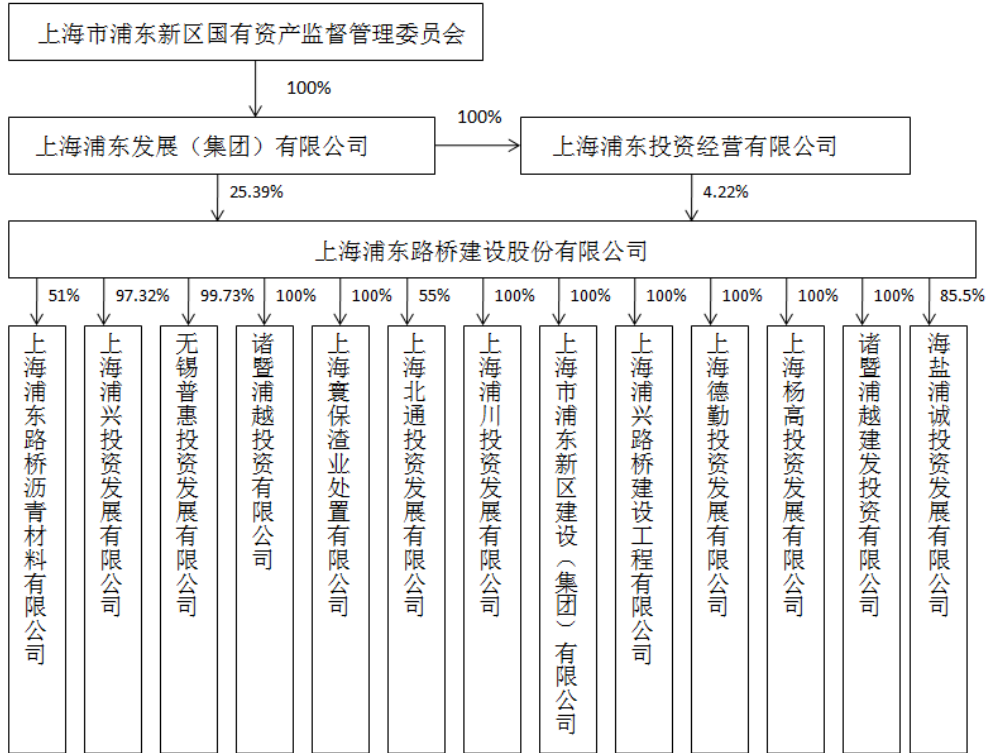 上海市浦东新区国有资产监督管理委员会
100%
100%
上海浦东发展（集团）有限公司
上海浦东投资经营有限公司
25.39%
4.22%
上海浦东路桥建设股份有限公司
51%
97.32%
99.73%
100%
100%
55%
100%
100%
100%
100%
100%
100%
85.5%
上海浦东路桥沥青材料有限公司
上海浦兴投资发展有限公司
无锡普惠投资发展有限公司
诸暨浦越投资有限公司
上海寰保渣业处置有限公司
上海北通投资发展有限公司
上海浦川投资发展有限公司
上海市浦东新区建设（集团）有限公司
上海浦兴路桥建设工程有限公司
上海德勤投资发展有限公司
上海杨高投资发展有限公司
诸暨浦越建发投资有限公司
海盐浦诚投资发展有限公司